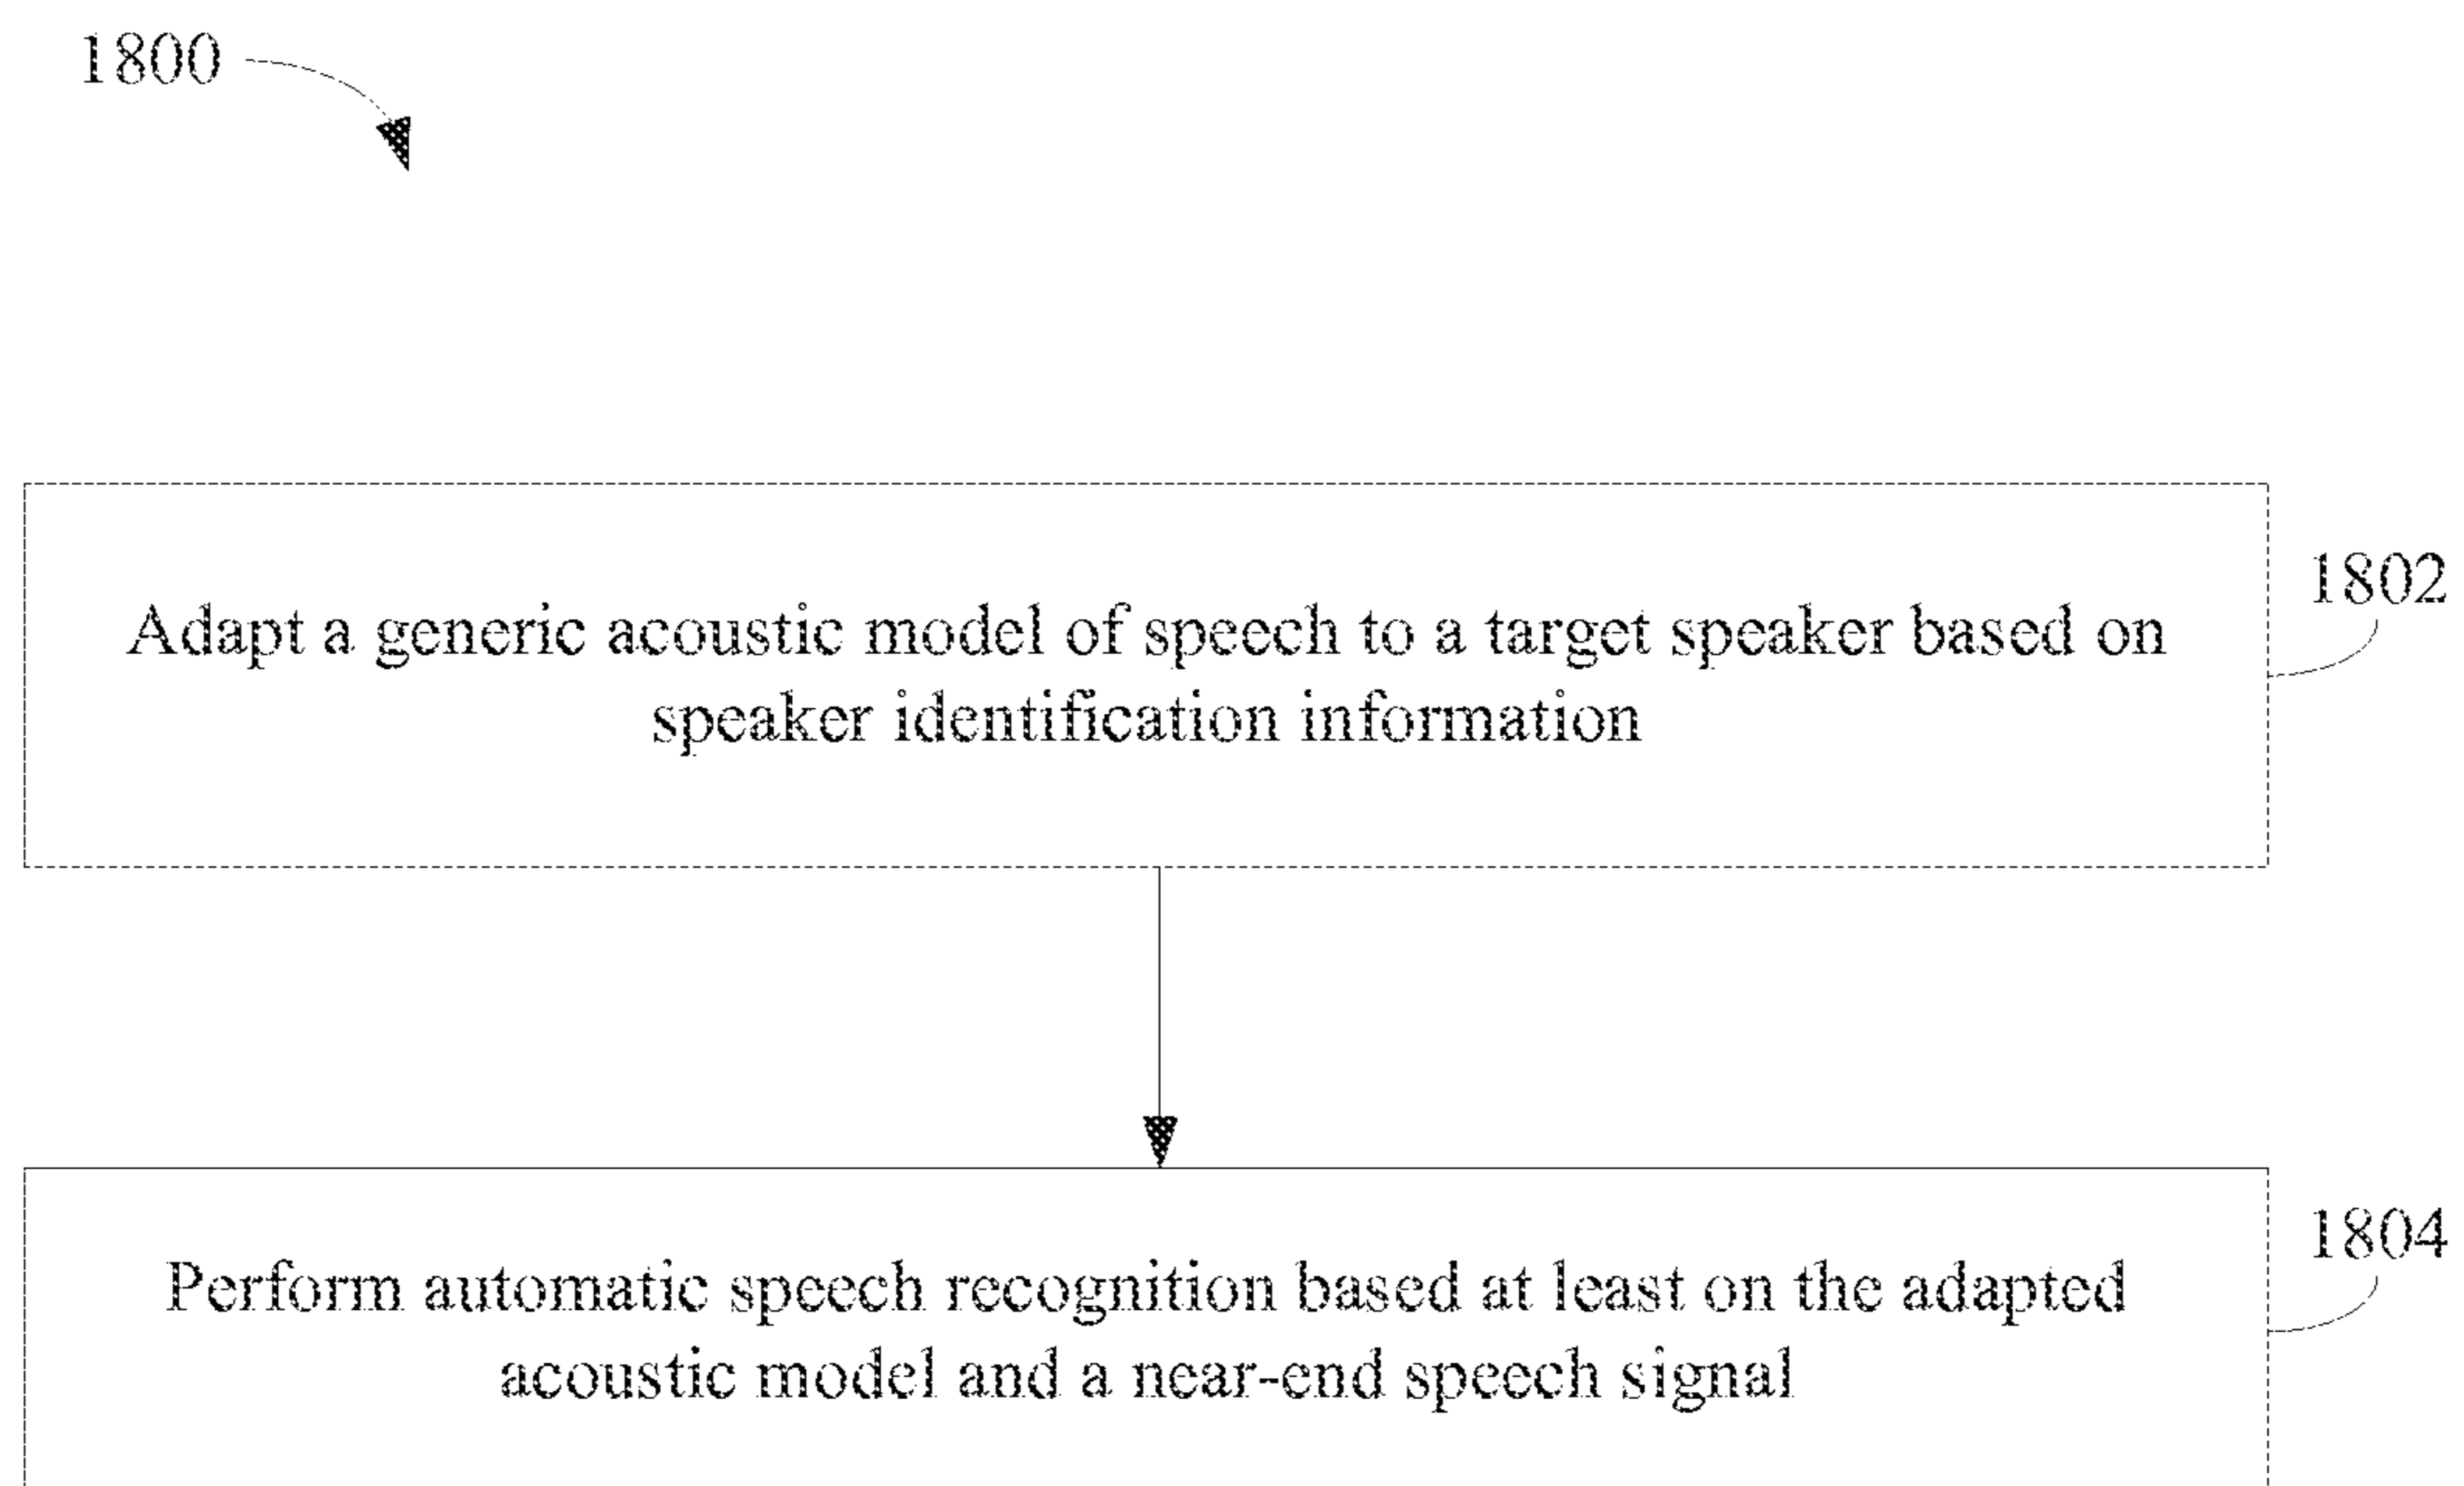 1800
1802
Adapt a generic acoustic model of speech to a target speaker based on
speaker identification information
1804
Perform automatic speech recognition based at least on the adapted
acoustic model and a near-end speech signal